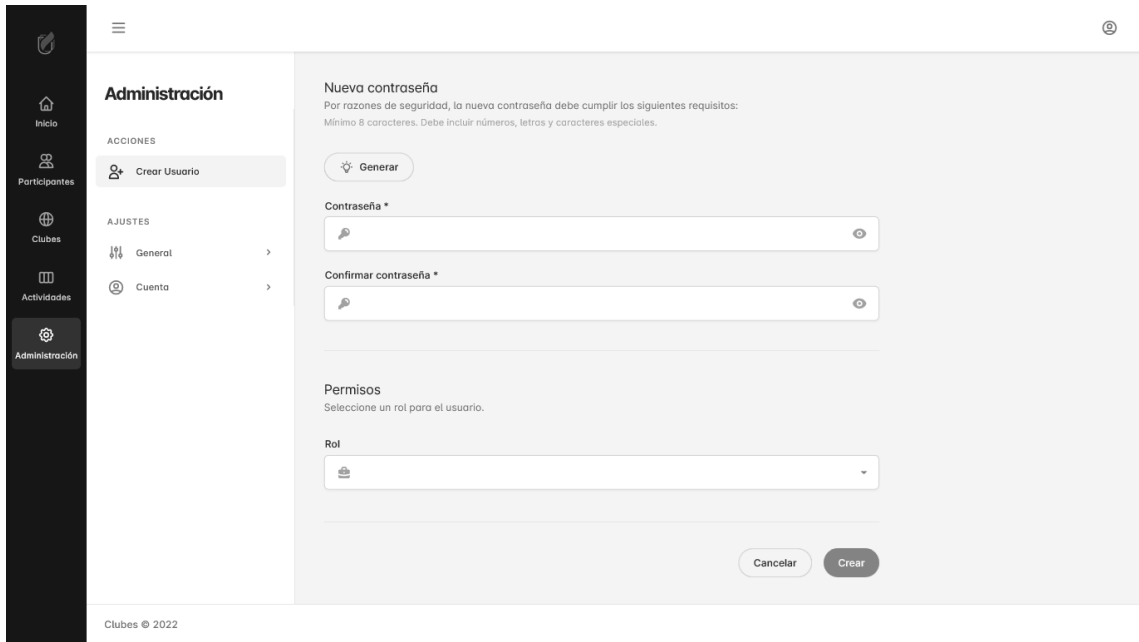 Inicio
Participantes
Clubes
Actividades
Administración
Administración
ACCIONES
Crear Usuario
AJUSTES
General
Cuenta
Nueva contraseña
Por razones de seguridad, la nueva contraseña debe cumplir los siguientes requisitos:
Mínimo 8 caracteres. Debe incluir números, letras y caracteres especiales.
Generar
Contraseña *
Confirmar contraseña *
Permisos
Seleccione un rol para el usuario.
Rol
Cancelar
Crear
Clubes © 2022